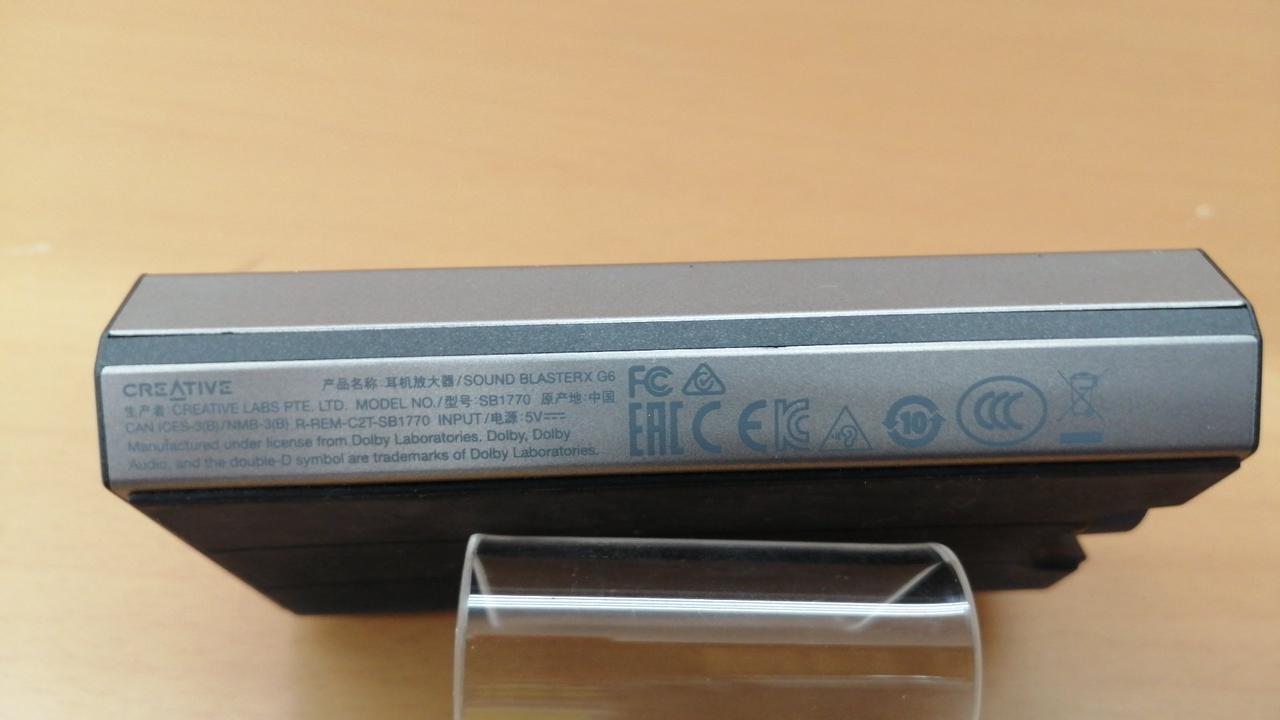 CREATIVE 产品名称: 耳机放大器/SOUND BLASTERX G6
生产者: CREATIVE LABS PTE. LTD. MODEL NO./型号: SB1770 原产地: 中国
CAN ICES-3(B)/NMB-3(B) R-REM-C2T-SB1770 INPUT/电源: 5V⎓
Manufactured under license from Dolby Laboratories. Dolby, Dolby
Audio, and the double-D symbol are trademarks of Dolby Laboratories.
FC
EAC CE KC 10 CCC